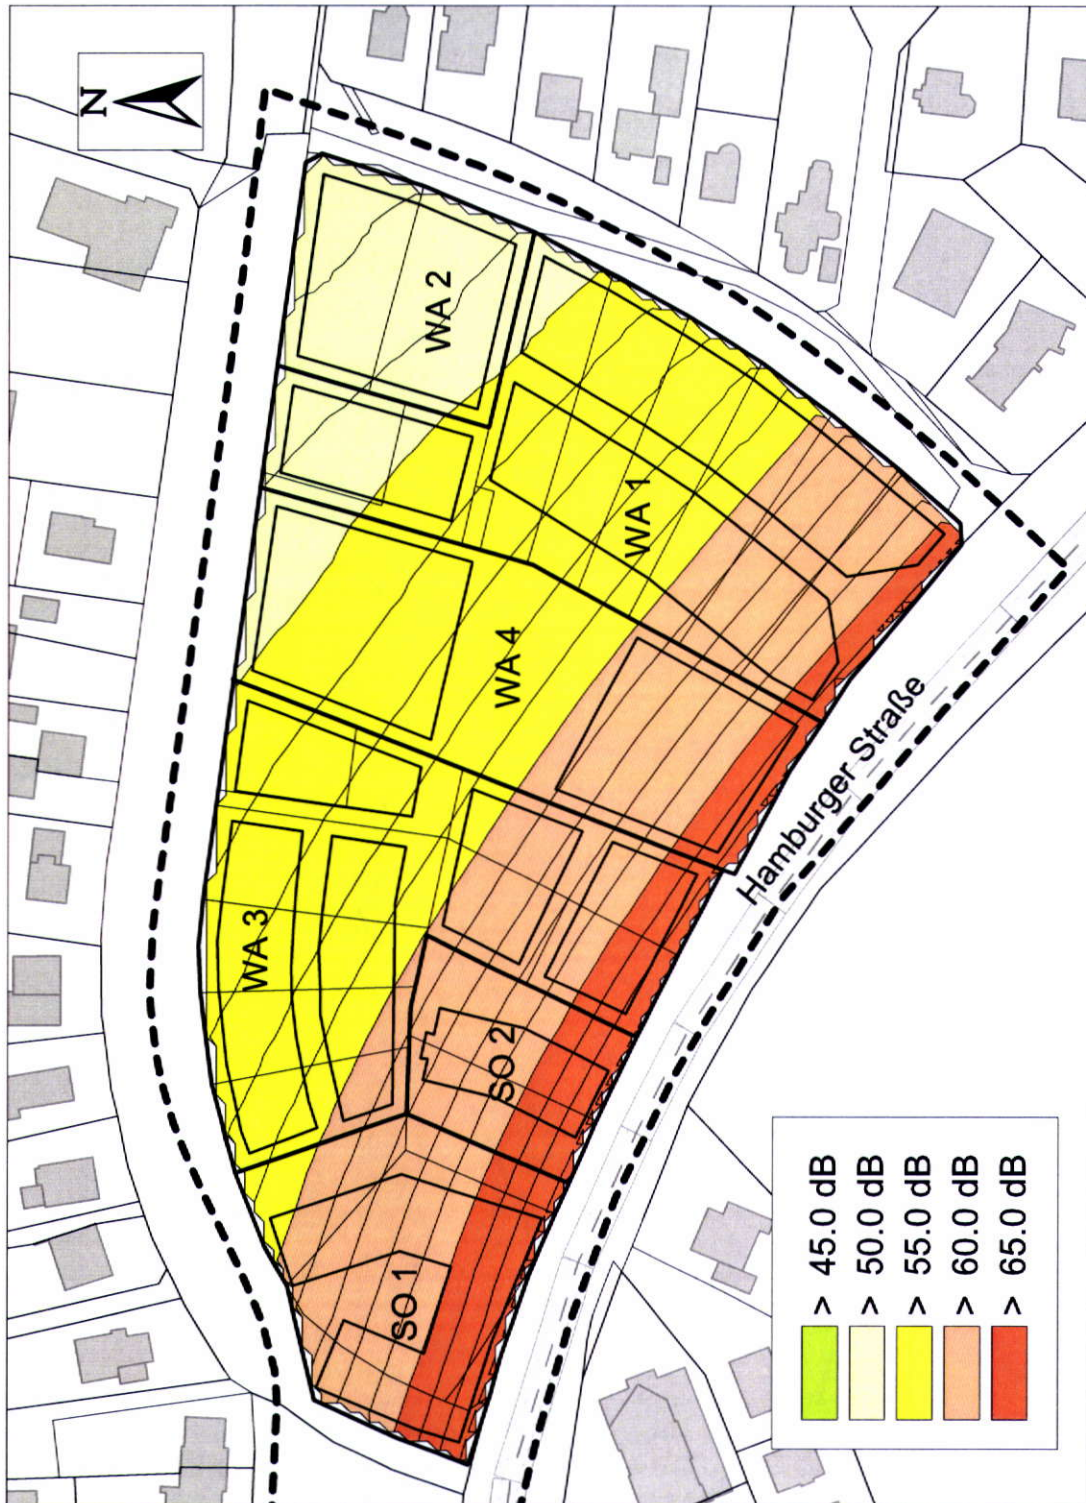 N
WA 2
WA 1
WA 4
WA 3
SO 2
SO 1
Hamburger Straße
> 45.0 dB
> 50.0 dB
> 55.0 dB
> 60.0 dB
> 65.0 dB